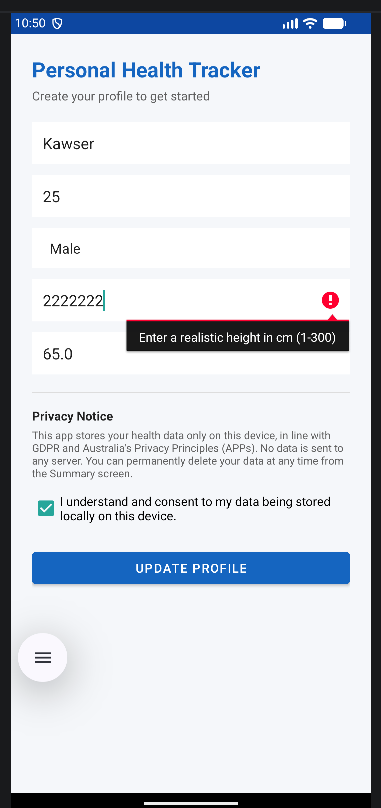 10:50
Personal Health Tracker
Create your profile to get started
Kawser
25
Male
2222222
Enter a realistic height in cm (1-300)
65.0
Privacy Notice
This app stores your health data only on this device, in line with
GDPR and Australia's Privacy Principles (APPs). No data is sent to
any server. You can permanently delete your data at any time from
the Summary screen.
I understand and consent to my data being stored
locally on this device.
UPDATE PROFILE